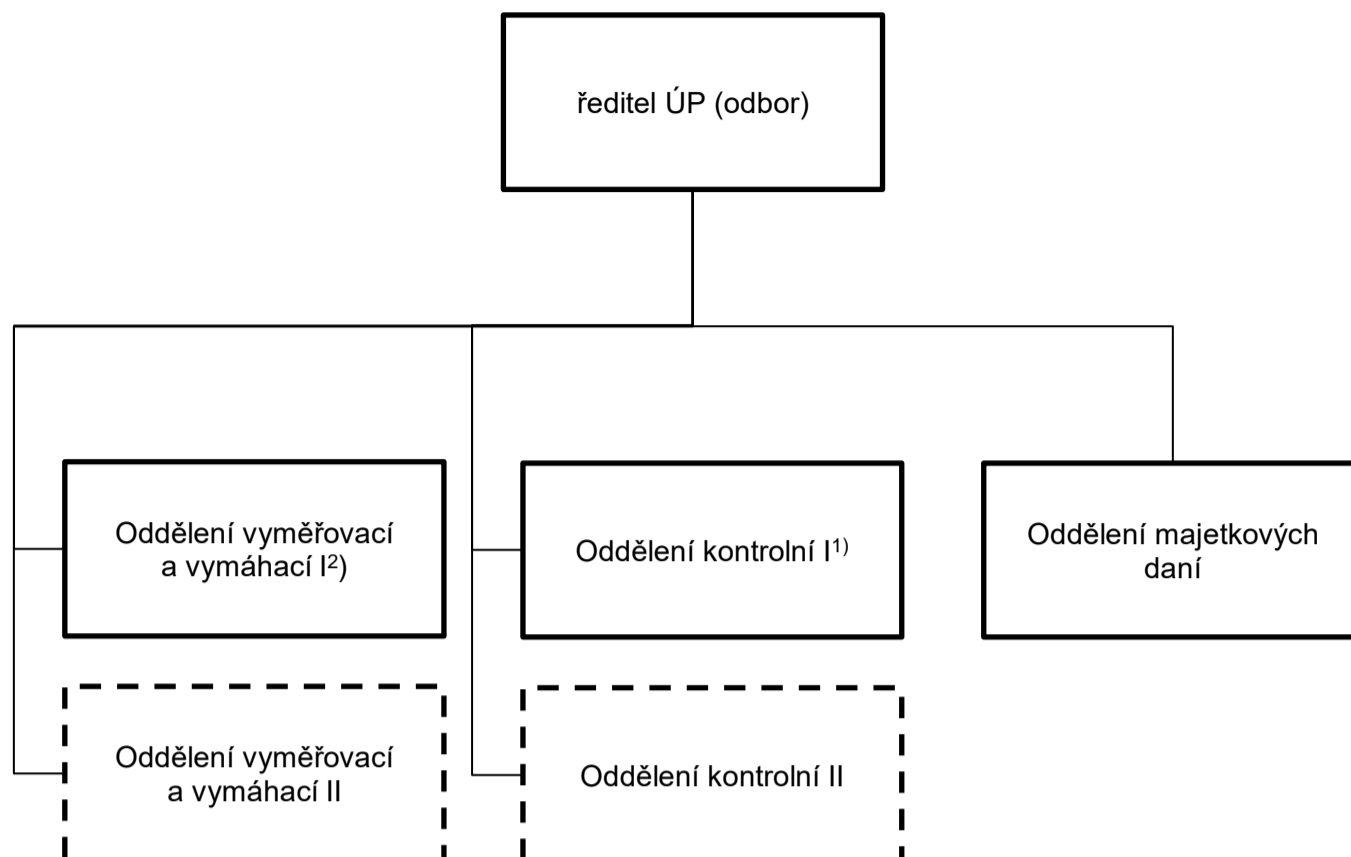 ředitel ÚP (odbor)
Oddělení vyměřovací
a vymáhací I²)
Oddělení kontrolní I¹⁾
Oddělení majetkových
daní
Oddělení vyměřovací
a vymáhací II
Oddělení kontrolní II